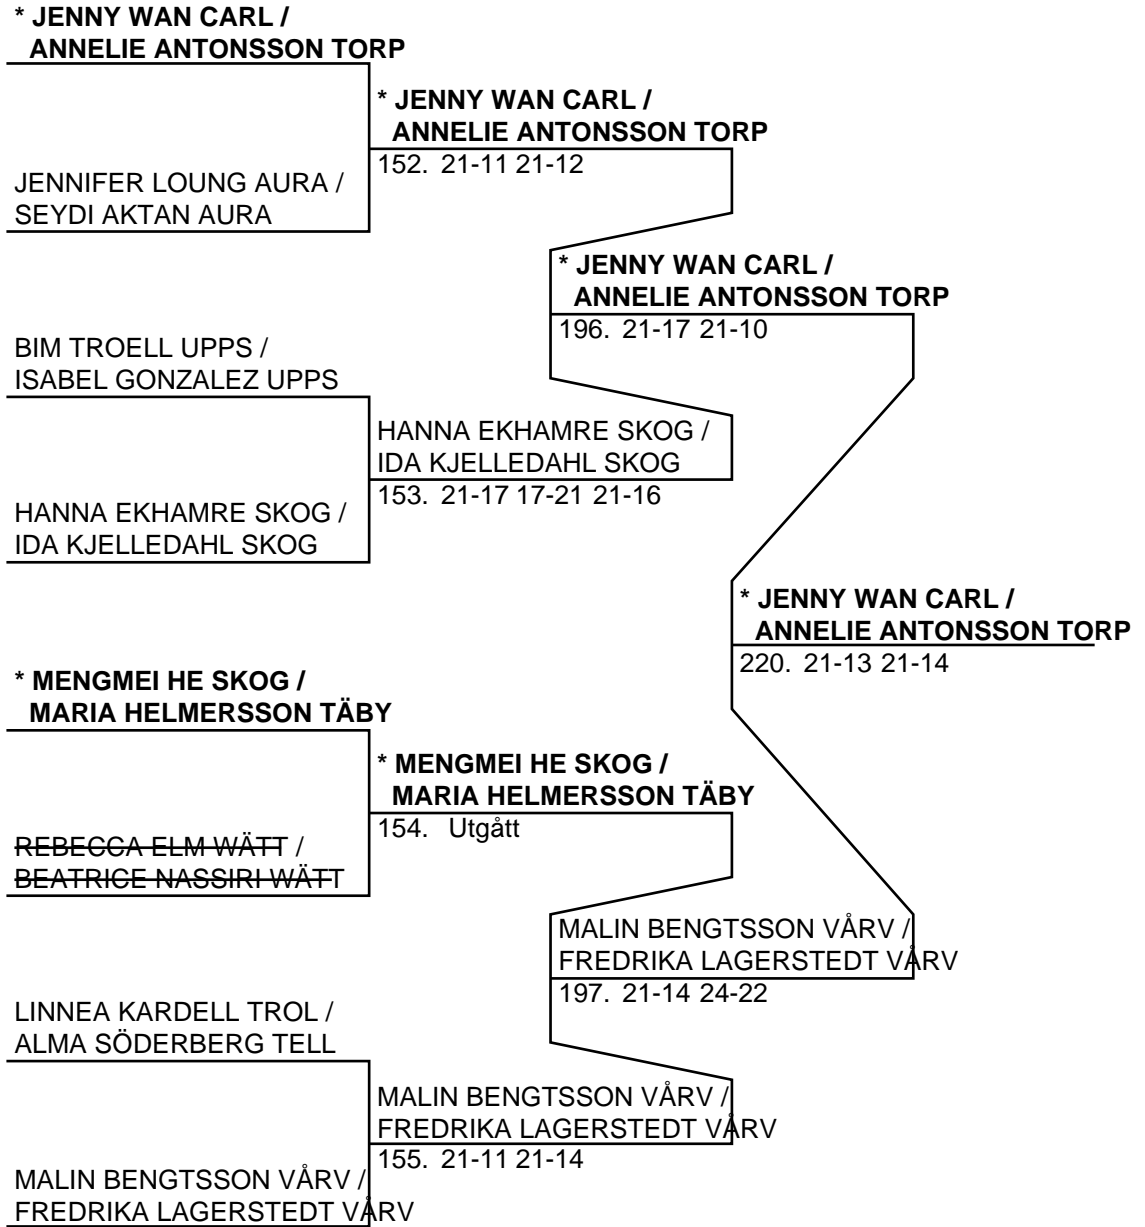 * JENNY WAN CARL /
ANNELIE ANTONSSON TORP
* JENNY WAN CARL /
ANNELIE ANTONSSON TORP
152. 21-11 21-12
JENNIFER LOUNG AURA /
SEYDI AKTAN AURA
* JENNY WAN CARL /
ANNELIE ANTONSSON TORP
196. 21-17 21-10
BIM TROELL UPPS /
ISABEL GONZALEZ UPPS
HANNA EKHAMRE SKOG /
IDA KJELLEDAHL SKOG
153. 21-17 17-21 21-16
HANNA EKHAMRE SKOG /
IDA KJELLEDAHL SKOG
* JENNY WAN CARL /
ANNELIE ANTONSSON TORP
220. 21-13 21-14
* MENGMEI HE SKOG /
MARIA HELMERSSON TÄBY
* MENGMEI HE SKOG /
MARIA HELMERSSON TÄBY
154. Utgått
REBECCA ELM WÄTT /
BEATRICE NASSIRI WÄTT
MALIN BENGTSSON VÅRV /
FREDRIKA LAGERSTEDT VÅRV
197. 21-14 24-22
LINNEA KARDELL TROL /
ALMA SÖDERBERG TELL
MALIN BENGTSSON VÅRV /
FREDRIKA LAGERSTEDT VÅRV
155. 21-11 21-14
MALIN BENGTSSON VÅRV /
FREDRIKA LAGERSTEDT VÅRV